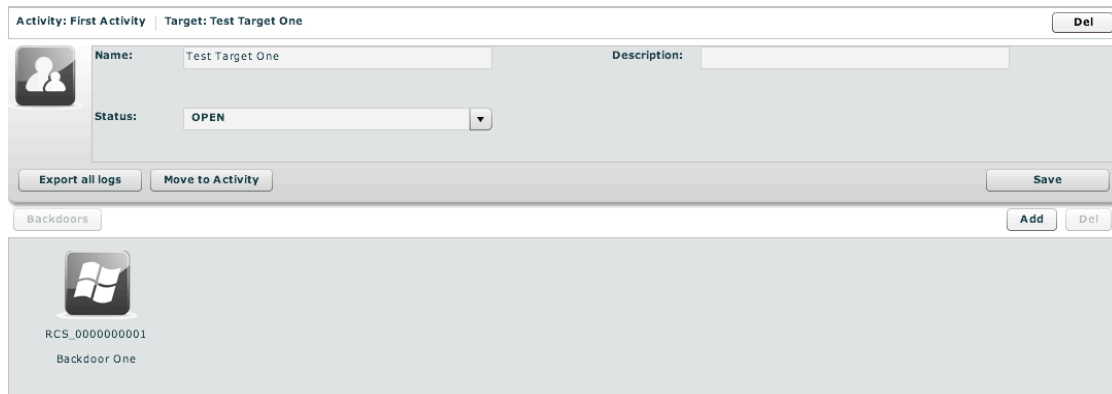 Activity: First Activity | Target: Test Target One Del
Name: Test Target One Description:
Status: OPEN
Export all logs Move to Activity Save
Backdoors Add Del
RCS_0000000001
Backdoor One